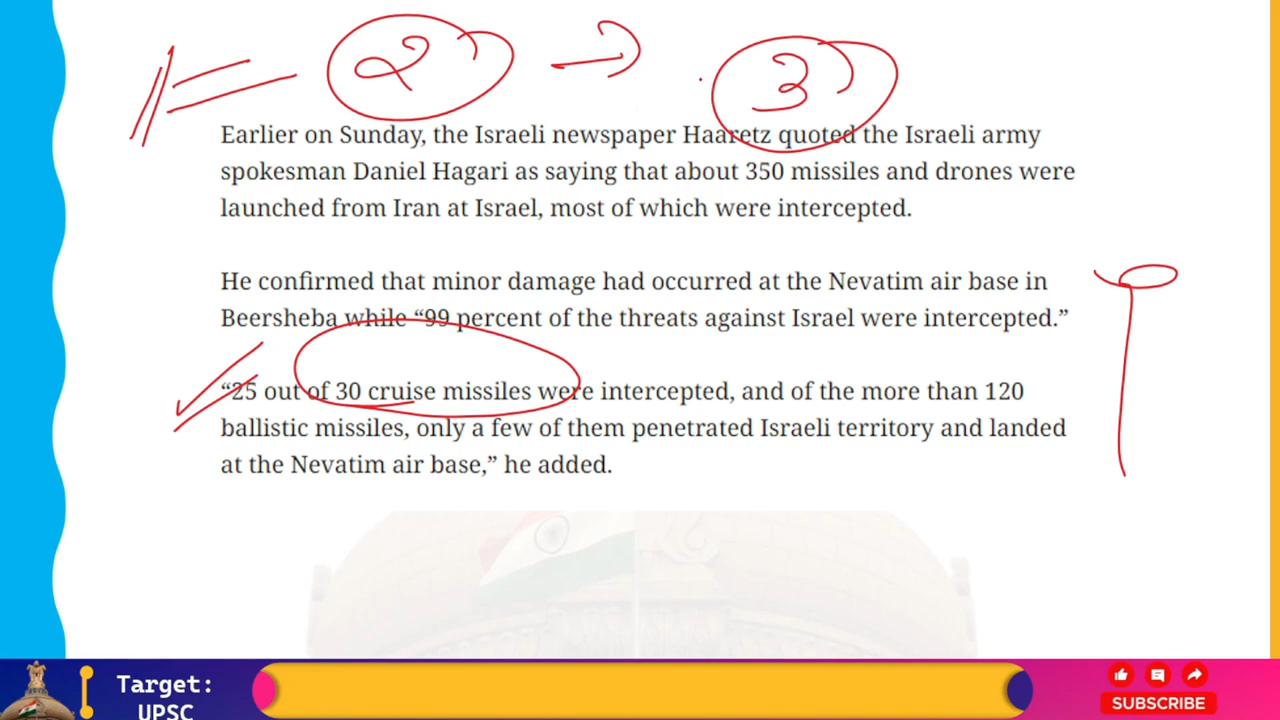 2
3
Earlier on Sunday, the Israeli newspaper Haaretz quoted the Israeli army
spokesman Daniel Hagari as saying that about 350 missiles and drones were
launched from Iran at Israel, most of which were intercepted.
He confirmed that minor damage had occurred at the Nevatim air base in
Beersheba while “99 percent of the threats against Israel were intercepted.”
“25 out of 30 cruise missiles were intercepted, and of the more than 120
ballistic missiles, only a few of them penetrated Israeli territory and landed
at the Nevatim air base,” he added.
Target:
UPSC
SUBSCRIBE